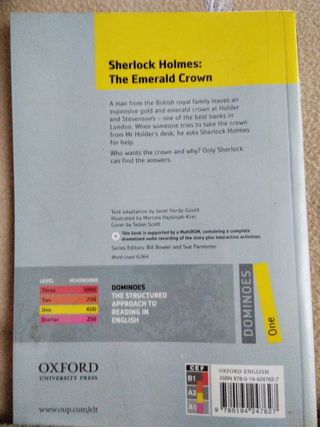 Sherlock Holmes:
The Emerald Crown
A man from the British royal family leaves an
expensive gold and emerald crown at Holder
and Stevenson's – one of the best banks in
London. When someone tries to take the crown
from Mr Holder's desk, he asks Sherlock Holmes
for help.
Who wants the crown and why? Only Sherlock
can find the answers.
Text adaptation by Janet Hardy-Gould
Illustrated by Marcela Hajdinjak-Krec
Cover by Susan Scott
This book is supported by a MultiROM, containing a complete
dramatized audio recording of the story plus interactive activities.
Series Editors: Bill Bowler and Sue Parminter
Word count 6,064
LEVEL HEADWORDS
Three 1000
Two 700
One 400
Starter 250
DOMINOES
THE STRUCTURED
APPROACH TO
READING IN
ENGLISH
DOMINOES
One
OXFORD
UNIVERSITY PRESS
www.oup.com/elt
CEF
B1
A2
A1
OXFORD ENGLISH
ISBN 978-0-19-424762-7
9 780194 247627